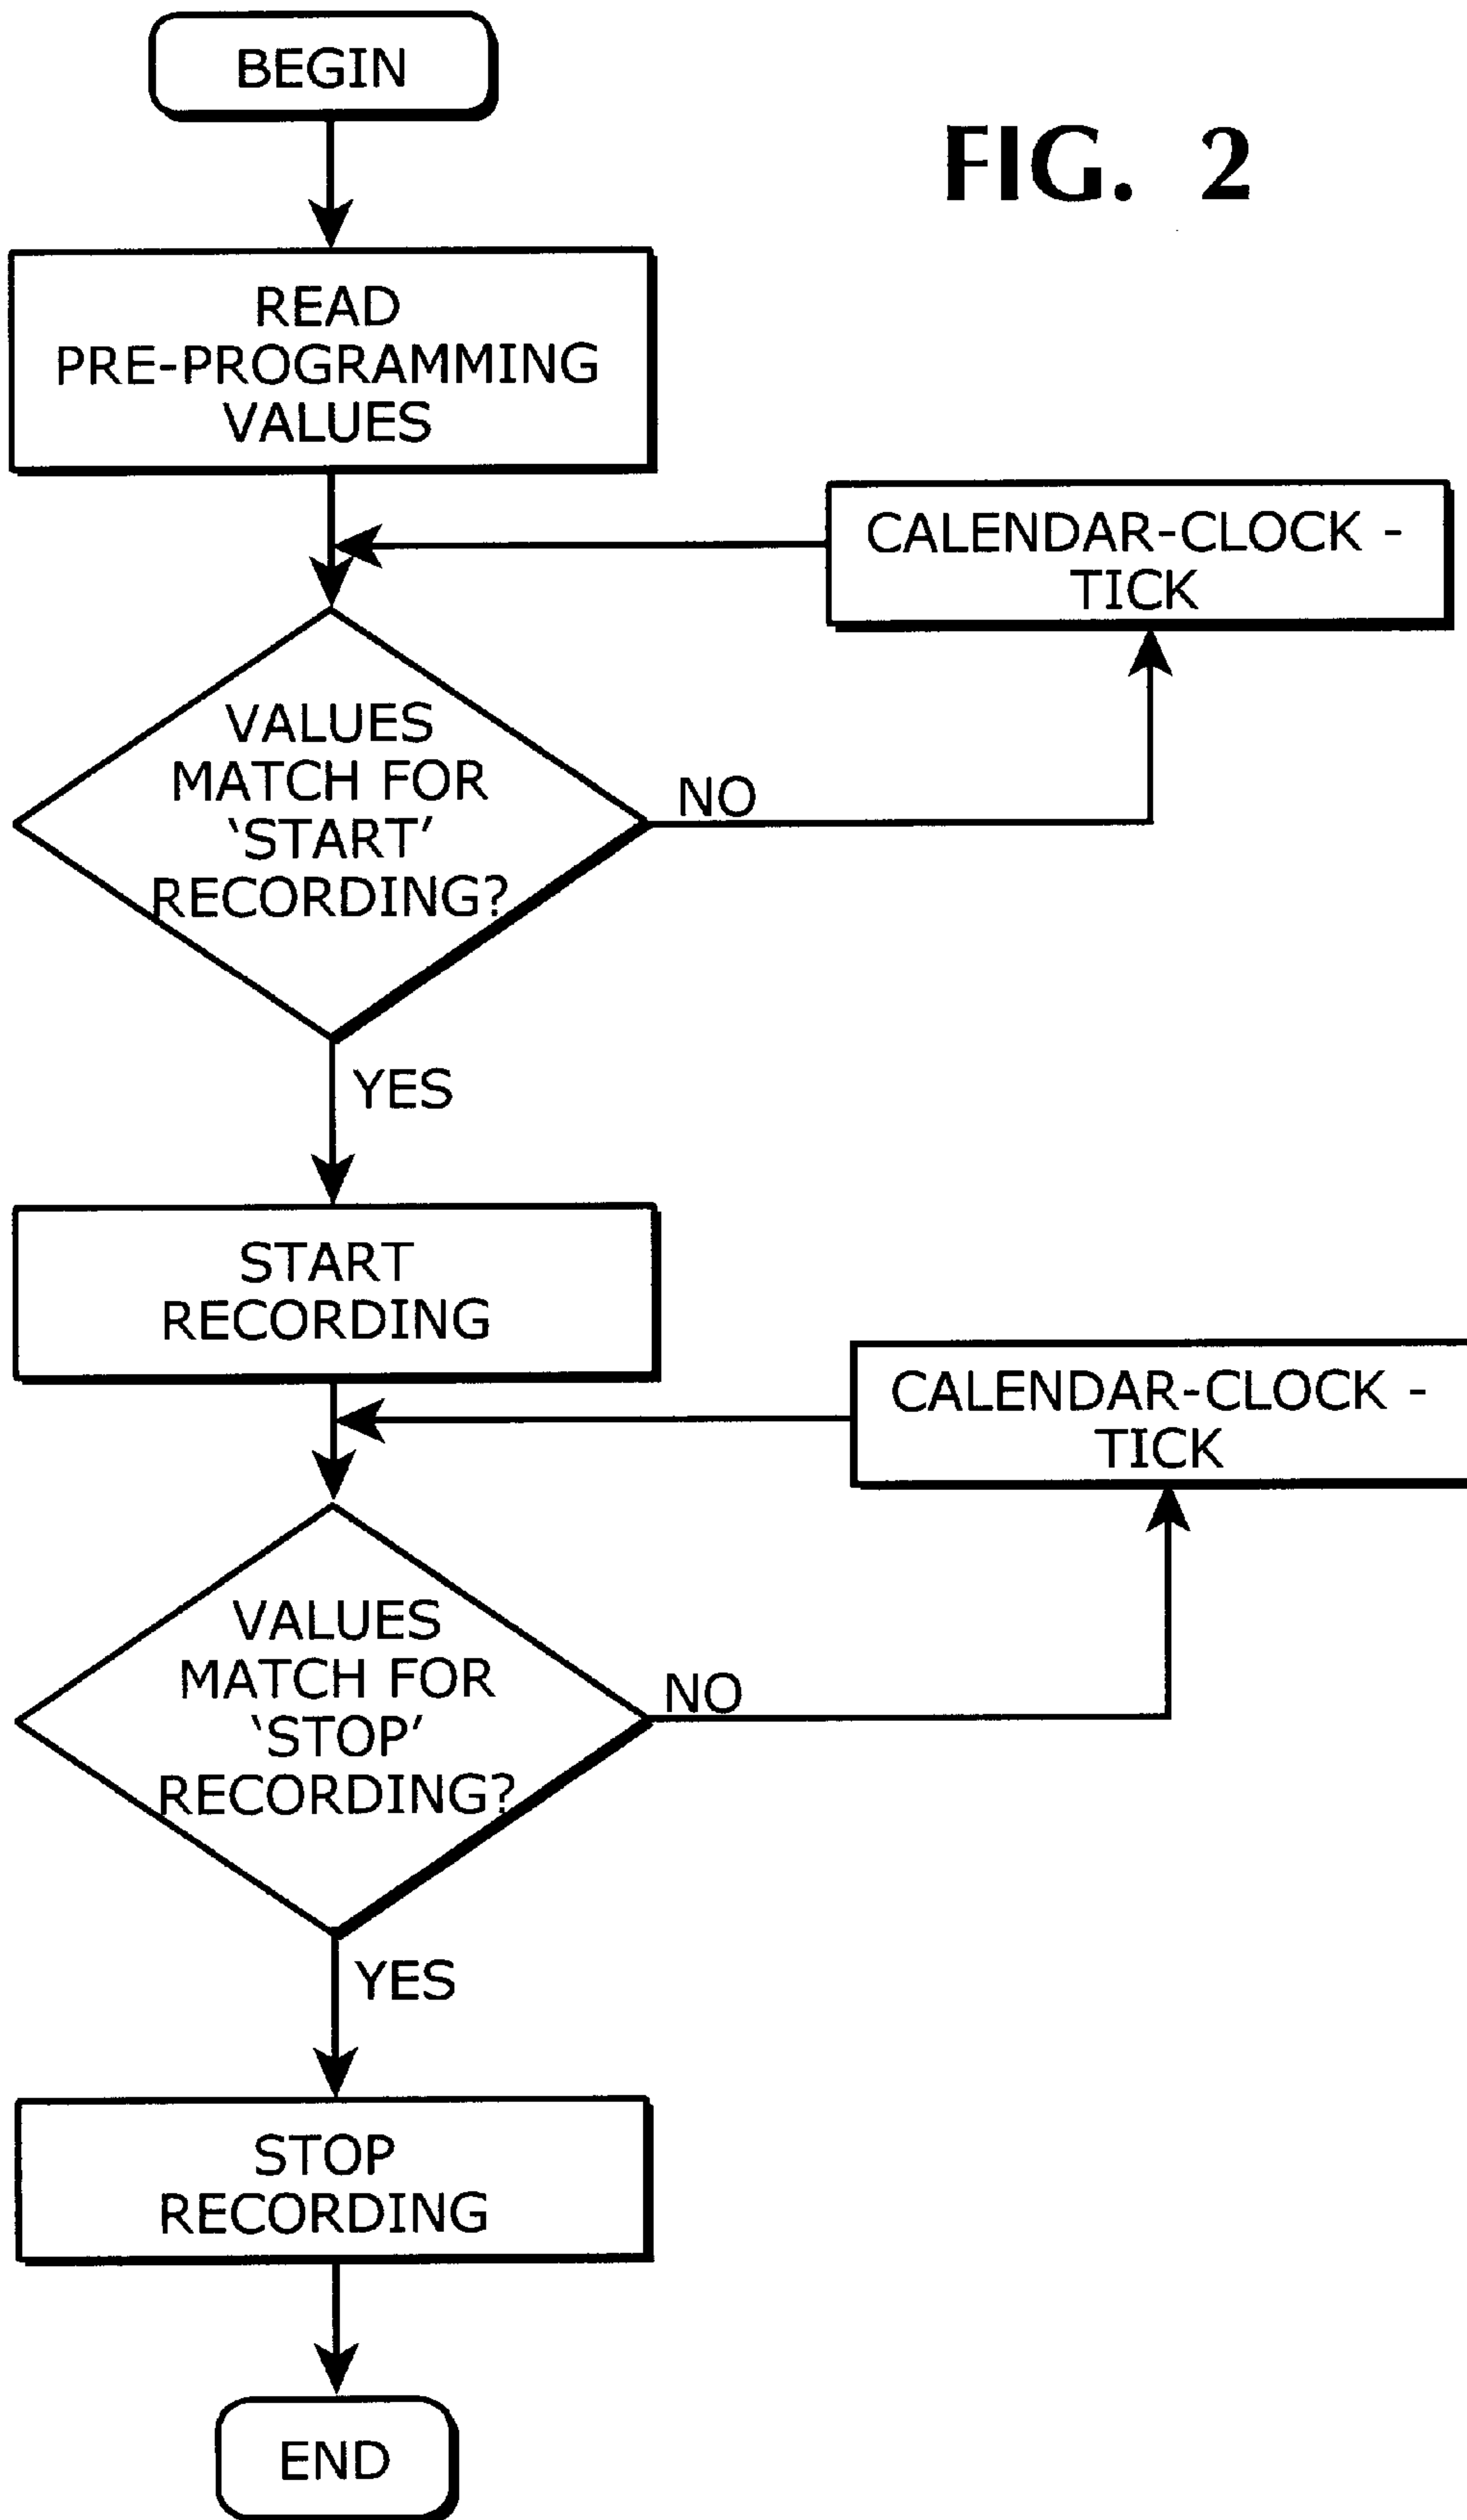 BEGIN
FIG. 2
READ
PRE-PROGRAMMING
VALUES
CALENDAR-CLOCK -
TICK
VALUES
MATCH FOR
‘START’
RECORDING?
NO
YES
START
RECORDING
CALENDAR-CLOCK -
TICK
VALUES
MATCH FOR
‘STOP’
RECORDING?
NO
YES
STOP
RECORDING
END